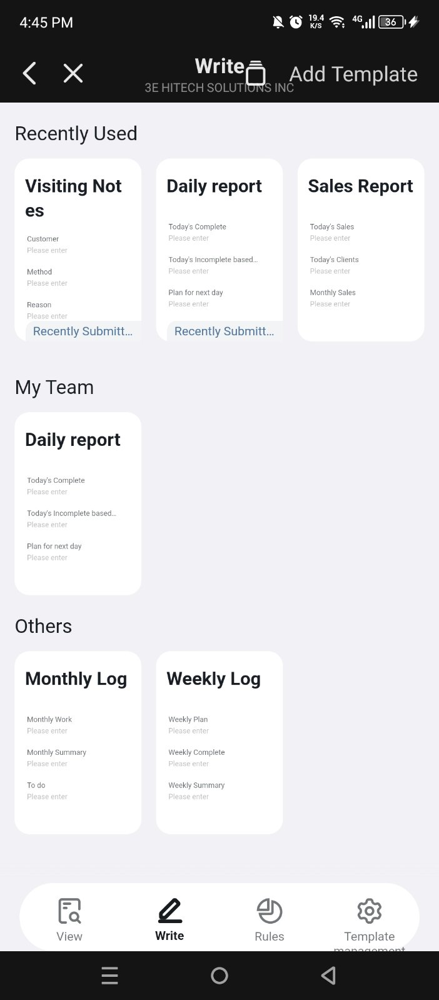 4:45 PM
19.4
K/S
4G
36
Write
Add Template
3E HITECH SOLUTIONS INC
Recently Used
Visiting Not
es
Customer
Please enter
Method
Please enter
Reason
Please enter
Recently Submitt...
Daily report
Today's Complete
Please enter
Today's Incomplete based...
Please enter
Plan for next day
Please enter
Recently Submitt...
Sales Report
Today's Sales
Please enter
Today's Clients
Please enter
Monthly Sales
Please enter
My Team
Daily report
Today's Complete
Please enter
Today's Incomplete based...
Please enter
Plan for next day
Please enter
Others
Monthly Log
Monthly Work
Please enter
Monthly Summary
Please enter
To do
Please enter
Weekly Log
Weekly Plan
Please enter
Weekly Complete
Please enter
Weekly Summary
Please enter
View
Write
Rules
Template
management